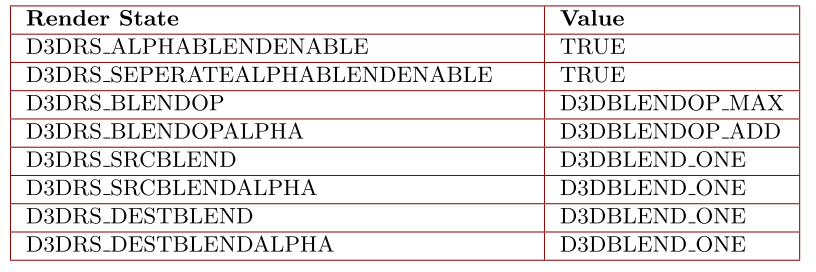 Render State Value
D3DRS_ALPHABLENDENABLE TRUE
D3DRS_SEPERATEALPHABLENDENABLE TRUE
D3DRS_BLENDOP D3DBLENDOP_MAX
D3DRS_BLENDOPALPHA D3DBLENDOP_ADD
D3DRS_SRCBLEND D3DBLEND_ONE
D3DRS_SRCBLENDALPHA D3DBLEND_ONE
D3DRS_DESTBLEND D3DBLEND_ONE
D3DRS_DESTBLENDALPHA D3DBLEND_ONE